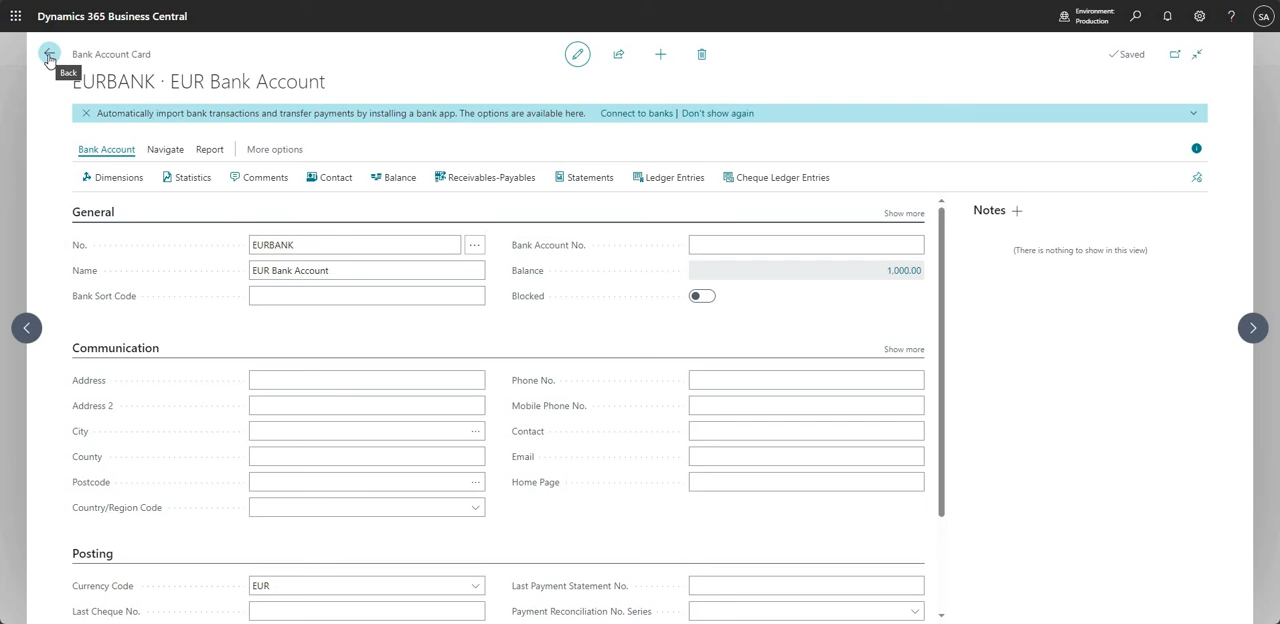 Dynamics 365 Business Central
Environment:
Production
?
SA
Bank Account Card
Saved
Back
EURBANK · EUR Bank Account
Automatically import bank transactions and transfer payments by installing a bank app. The options are available here. Connect to banks | Don't show again
Bank Account Navigate Report More options
Dimensions Statistics Comments Contact Balance Receivables-Payables Statements Ledger Entries Cheque Ledger Entries
General Show more
No. EURBANK ... Bank Account No.
Name EUR Bank Account Balance 1,000.00
Bank Sort Code Blocked
Notes
(There is nothing to show in this view)
Communication Show more
Address Phone No.
Address 2 Mobile Phone No.
City ... Contact
County Email
Postcode ... Home Page
Country/Region Code
Posting
Currency Code EUR Last Payment Statement No.
Last Cheque No. Payment Reconciliation No. Series